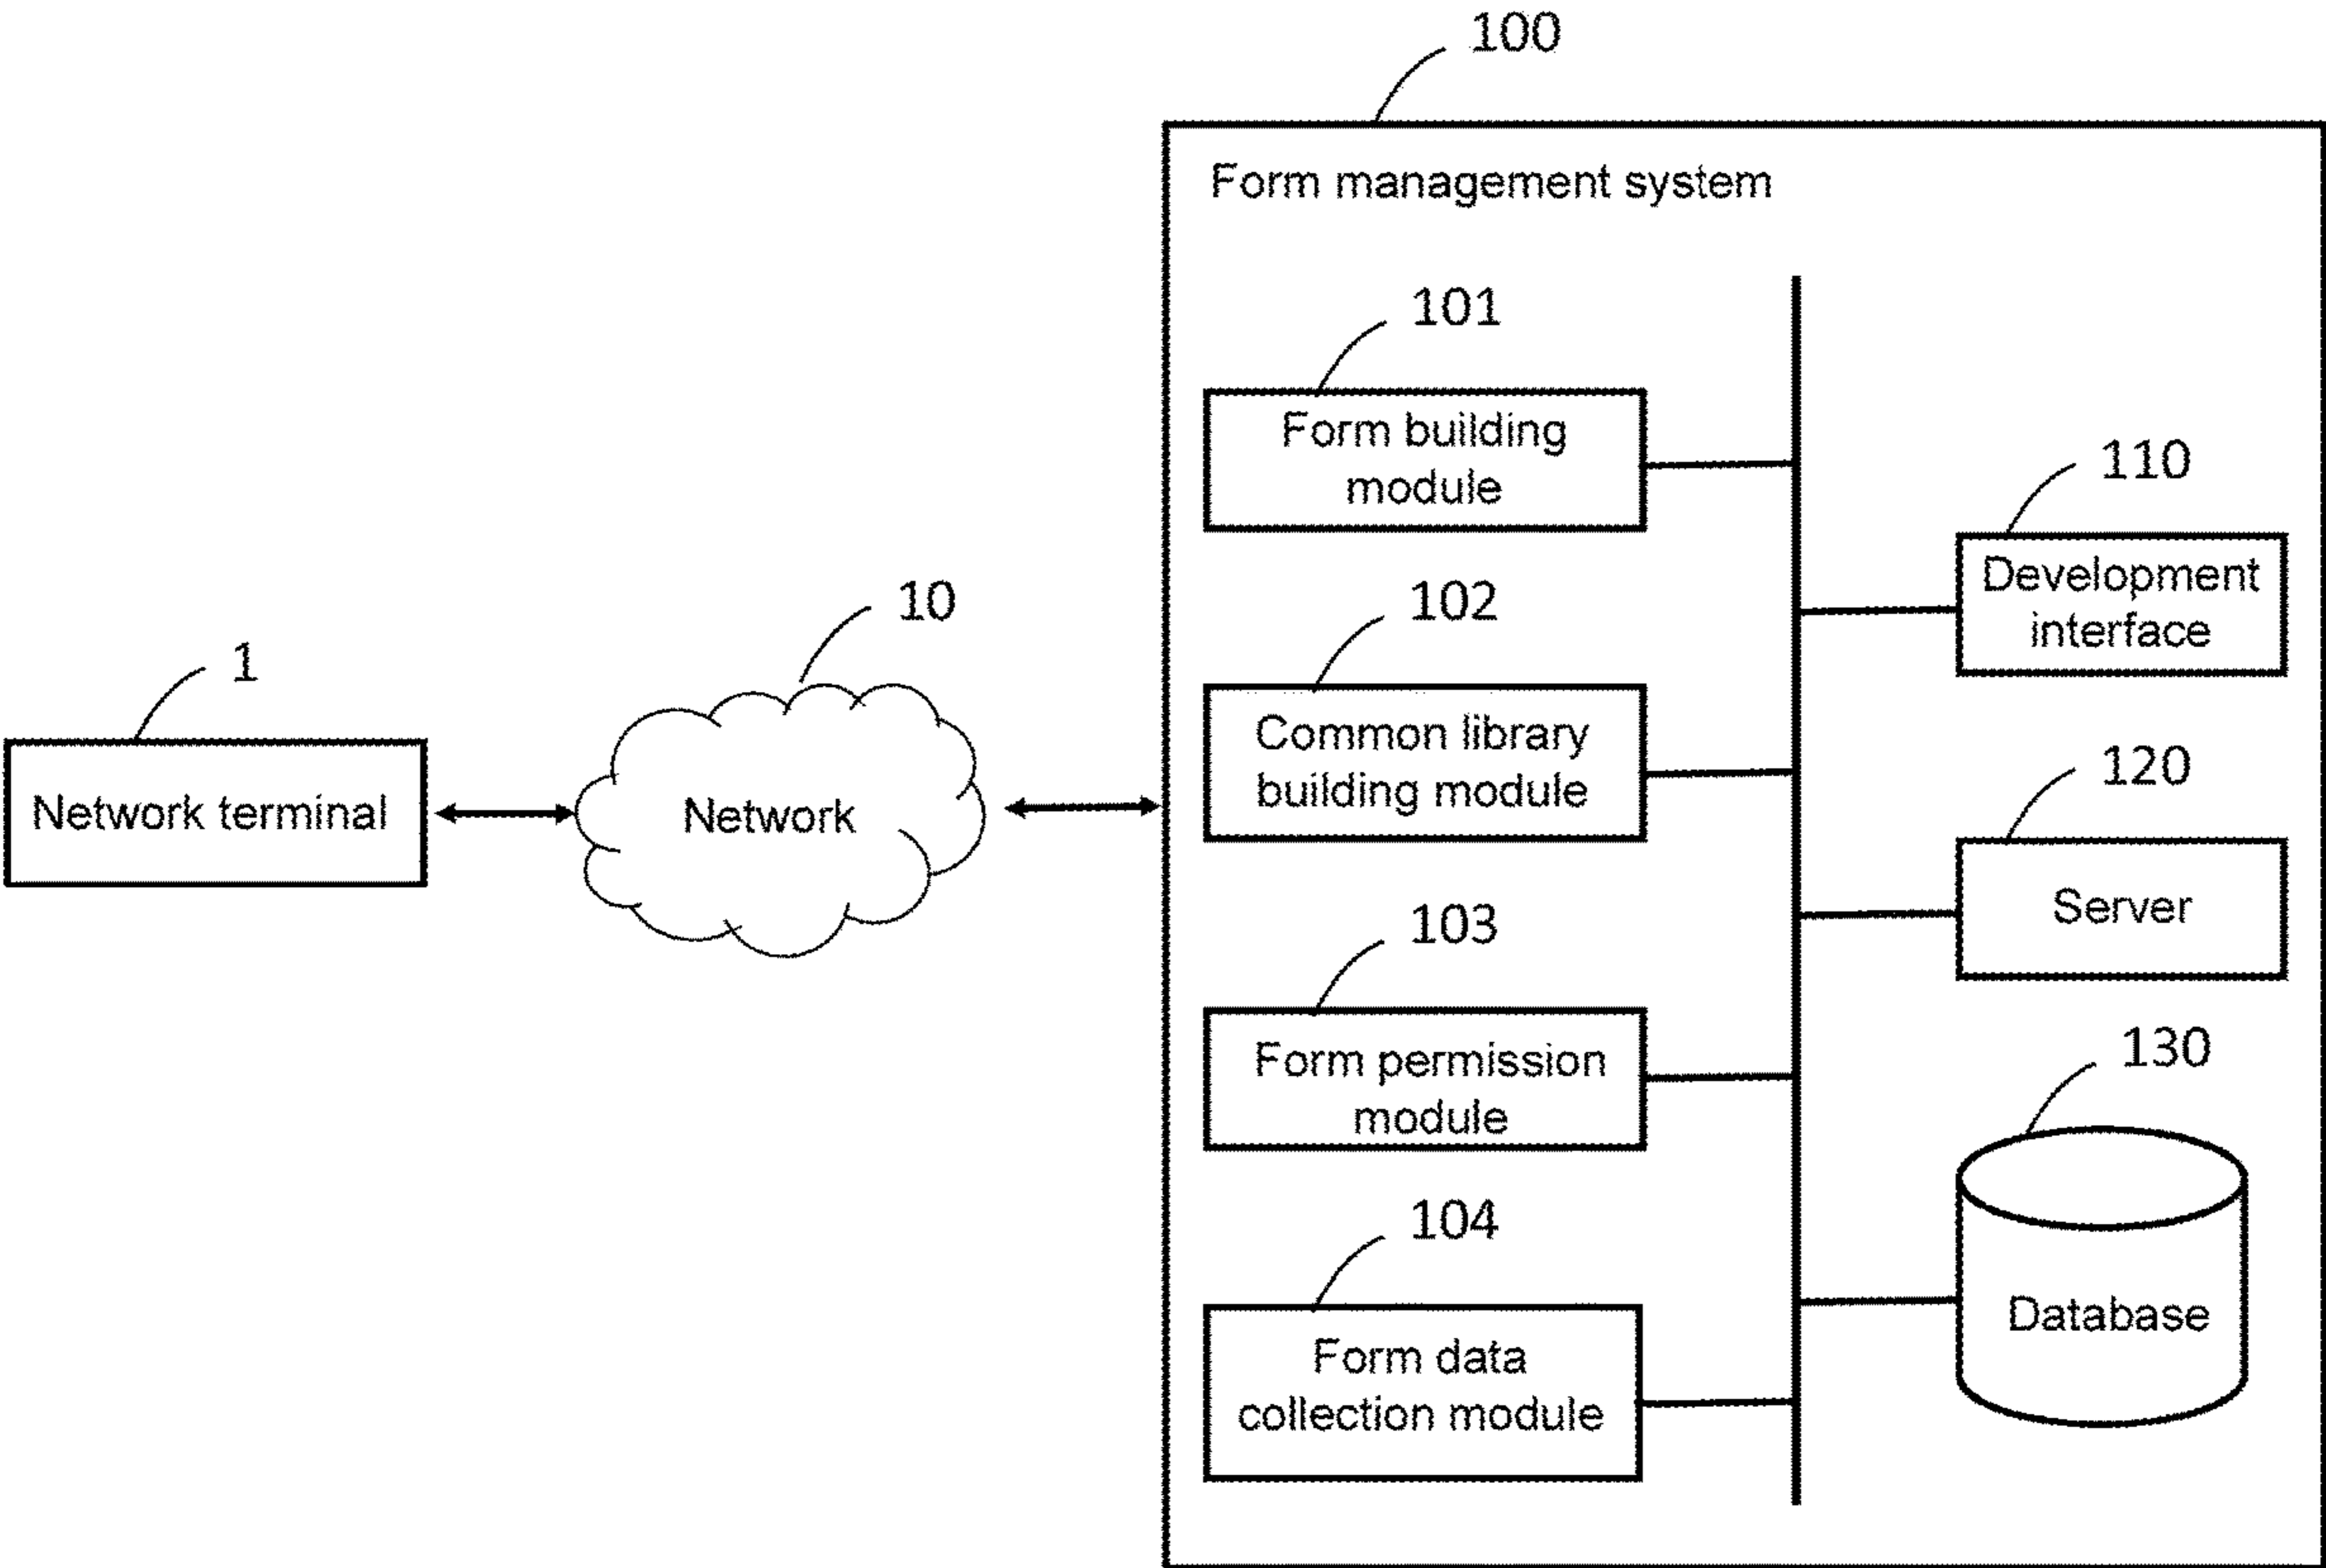 100
Form management system
101
Form building
module
110
Development
interface
10
102
1
Common library
building module
120
Network terminal
Network
Server
103
Form permission
module
130
104
Form data
collection module
Database